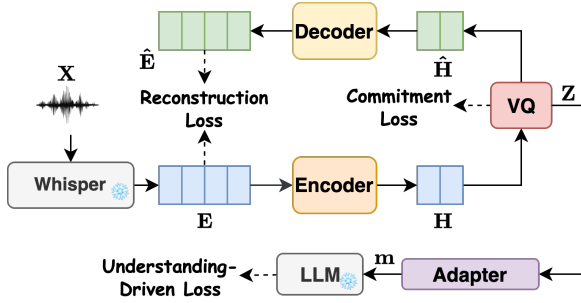 X
Ê
Decoder
Ĥ
Reconstruction
Loss
Commitment
Loss
VQ
Z
Whisper
E
Encoder
H
Understanding-
Driven Loss
LLM
m
Adapter